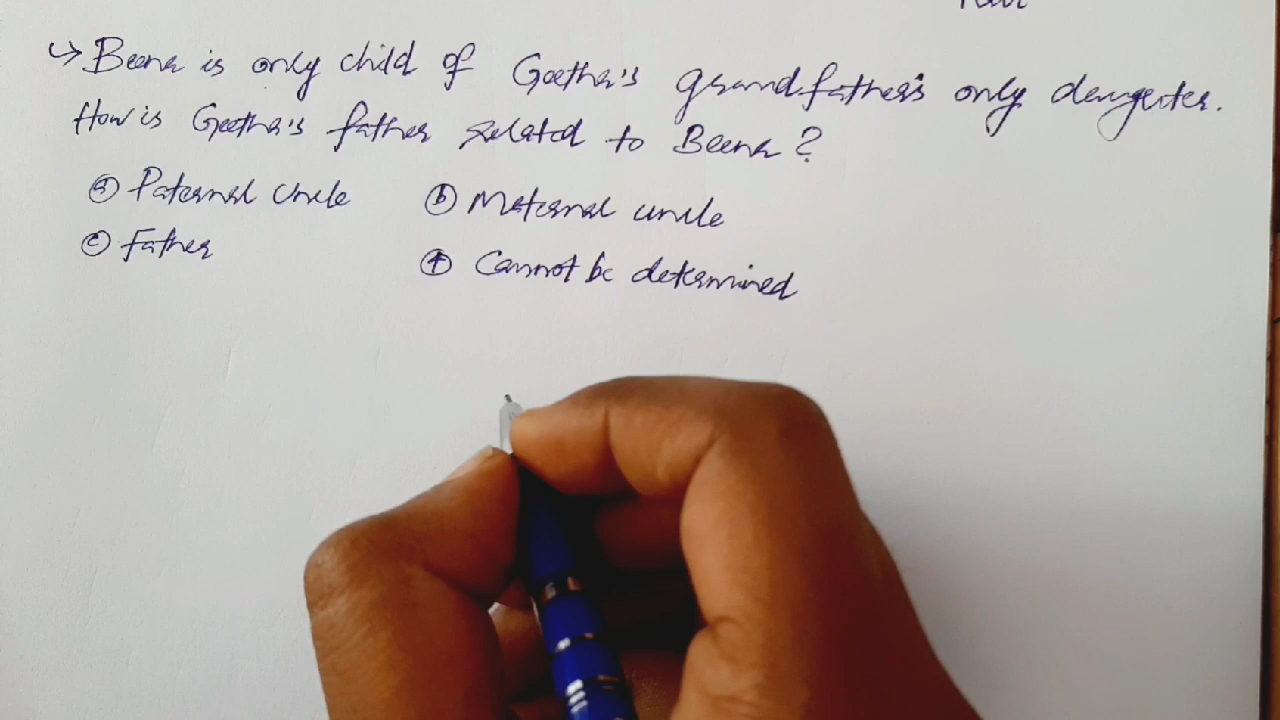 ↪ Beena is only child of Geetha's grandfather's only daugeter.
How is Geetha's father related to Beena?
ⓐ Paternal Uncle ⓑ Maternal uncle
ⓒ Father ⓓ Cannot be determined